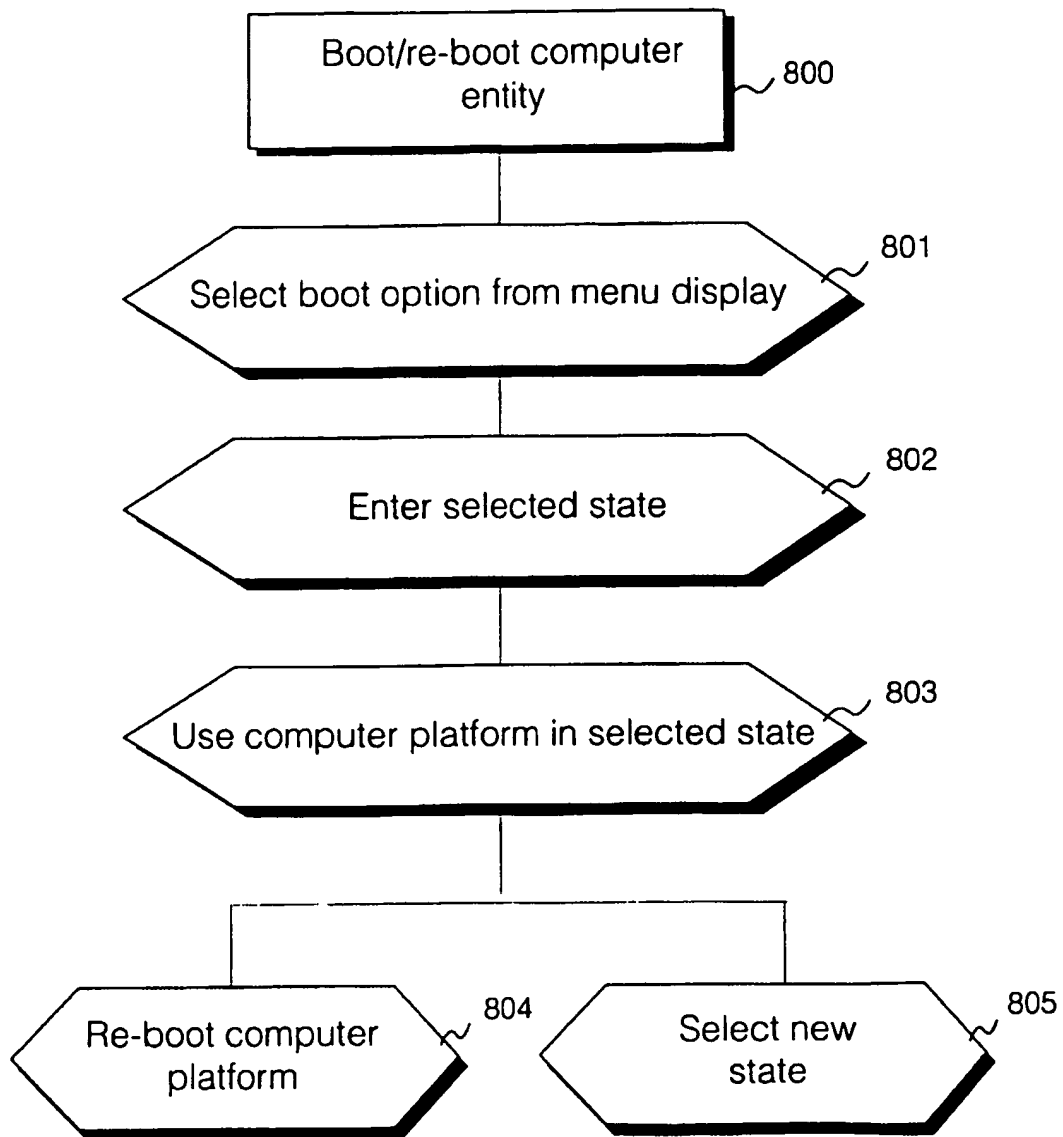 Boot/re-boot computer
entity
800
801
Select boot option from menu display
802
Enter selected state
803
Use computer platform in selected state
804
Re-boot computer
platform
805
Select new
state